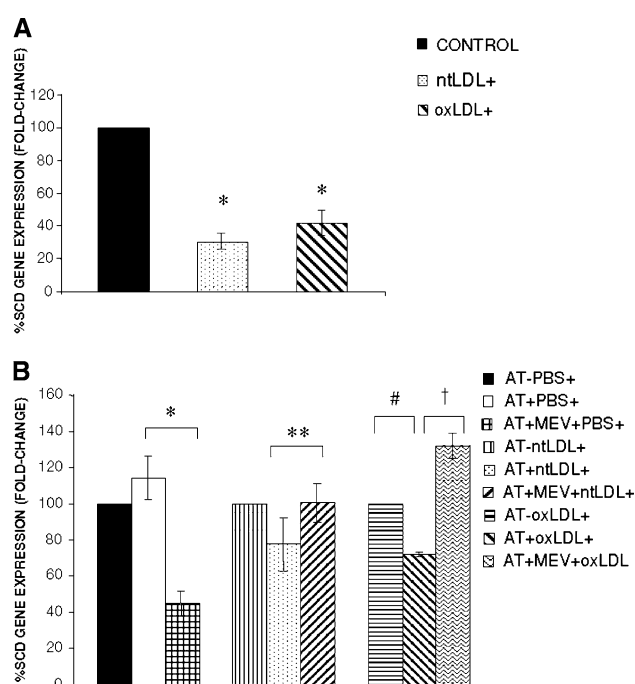 A
CONTROL
ntLDL+
oxLDL+
%SCD GENE EXPRESSION (FOLD-CHANGE)
120
100
80
60
40
20
0
*
*
B
%SCD GENE EXPRESSION (FOLD-CHANGE)
160
140
120
100
80
60
40
20
0
*
**
#
†
AT-PBS+
AT+PBS+
AT+MEV+PBS+
AT-ntLDL+
AT+ntLDL+
AT+MEV+ntLDL+
AT-oxLDL+
AT+oxLDL+
AT+MEV+oxLDL